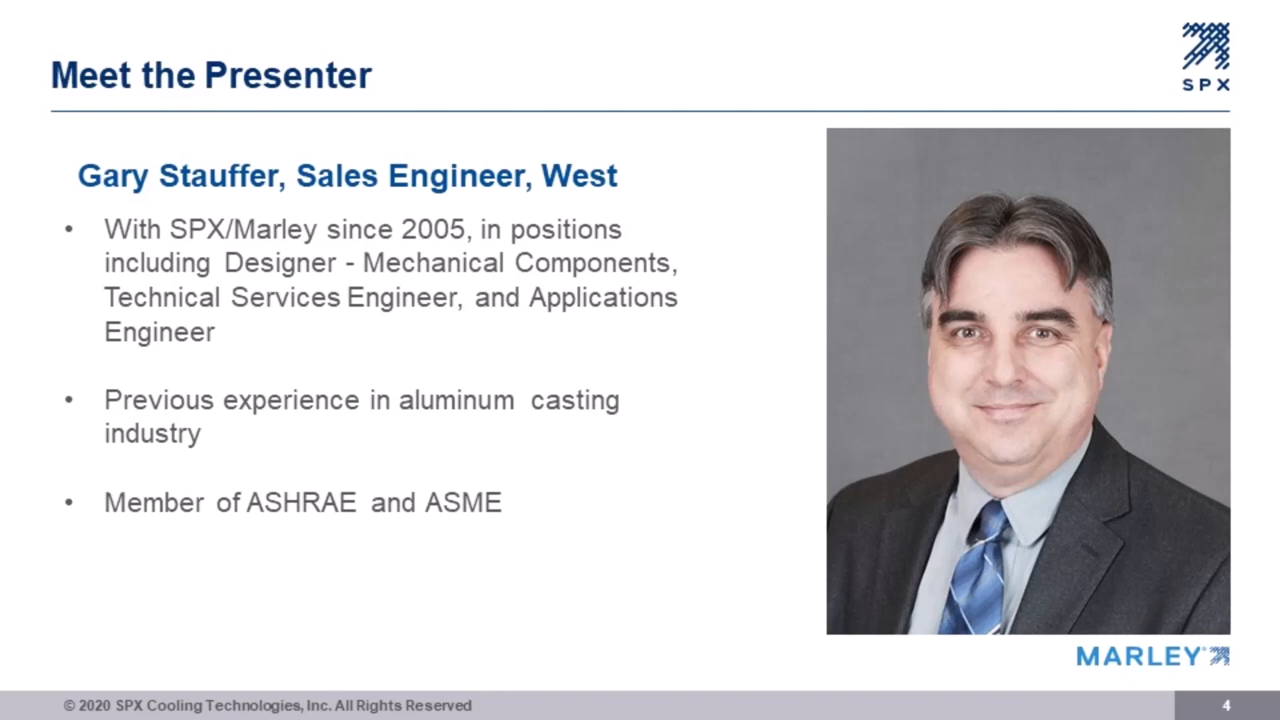 Meet the Presenter
SPX
Gary Stauffer, Sales Engineer, West
• With SPX/Marley since 2005, in positions
including Designer - Mechanical Components,
Technical Services Engineer, and Applications
Engineer
• Previous experience in aluminum casting
industry
• Member of ASHRAE and ASME
MARLEY®
© 2020 SPX Cooling Technologies, Inc. All Rights Reserved
4